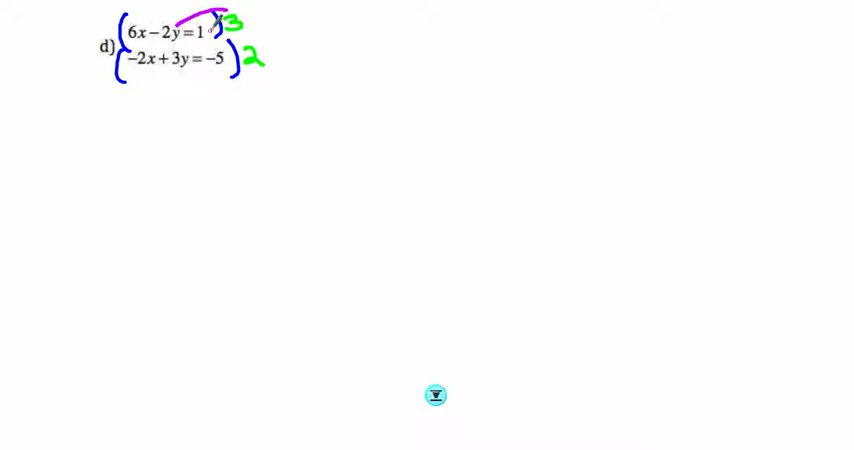 d) (6x – 2y = 1 )3
(–2x + 3y = –5 )2